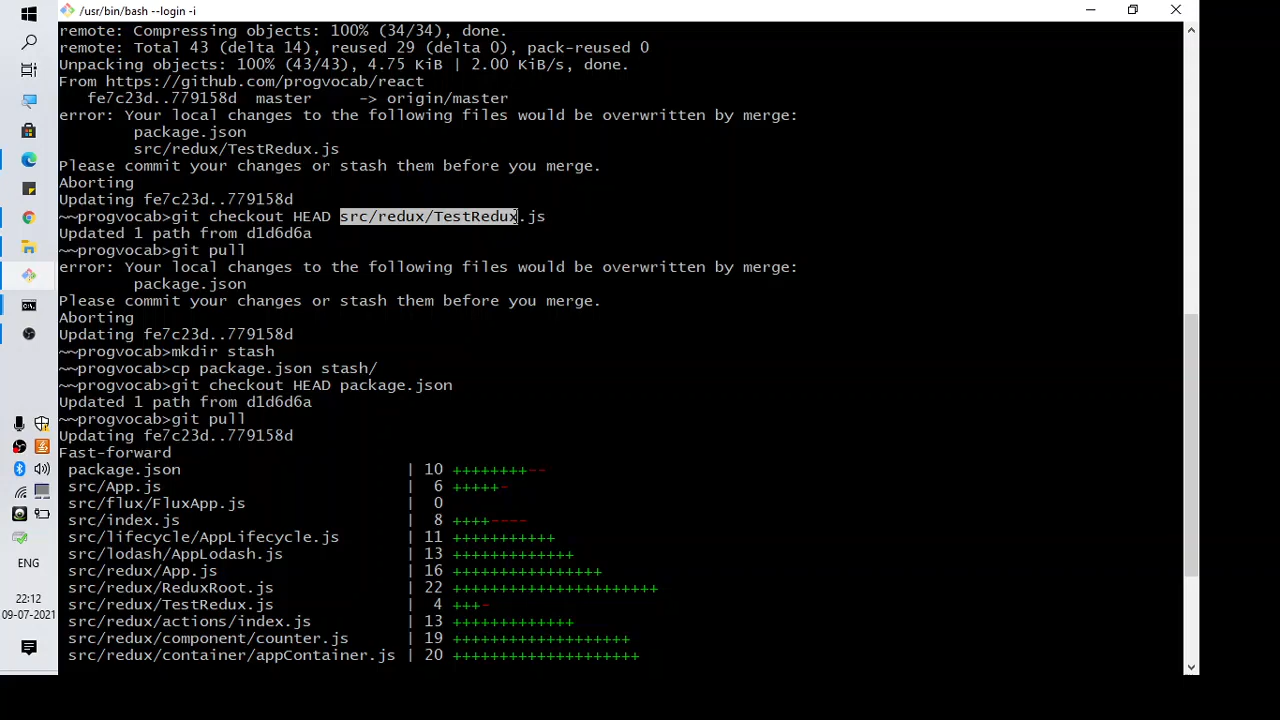 /usr/bin/bash --login -i
remote: Compressing objects: 100% (34/34), done.
remote: Total 43 (delta 14), reused 29 (delta 0), pack-reused 0
Unpacking objects: 100% (43/43), 4.75 KiB | 2.00 KiB/s, done.
From https://github.com/progvocab/react
fe7c23d..779158d master -> origin/master
error: Your local changes to the following files would be overwritten by merge:
package.json
src/redux/TestRedux.js
Please commit your changes or stash them before you merge.
Aborting
Updating fe7c23d..779158d
~~progvocab>git checkout HEAD src/redux/TestRedux.js
Updated 1 path from d1d6d6a
~~progvocab>git pull
error: Your local changes to the following files would be overwritten by merge:
package.json
Please commit your changes or stash them before you merge.
Aborting
Updating fe7c23d..779158d
~~progvocab>mkdir stash
~~progvocab>cp package.json stash/
~~progvocab>git checkout HEAD package.json
Updated 1 path from d1d6d6a
~~progvocab>git pull
Updating fe7c23d..779158d
Fast-forward
package.json | 10 ++++++++--
src/App.js | 6 +++++-
src/flux/FluxApp.js | 0
src/index.js | 8 ++++----
src/lifecycle/AppLifecycle.js | 11 +++++++++++
src/lodash/AppLodash.js | 13 +++++++++++++
src/redux/App.js | 16 ++++++++++++++++
src/redux/ReduxRoot.js | 22 ++++++++++++++++++++++
src/redux/TestRedux.js | 4 +++-
src/redux/actions/index.js | 13 +++++++++++++
src/redux/component/counter.js | 19 +++++++++++++++++++
src/redux/container/appContainer.js | 20 ++++++++++++++++++++
ENG
22:12
09-07-2021